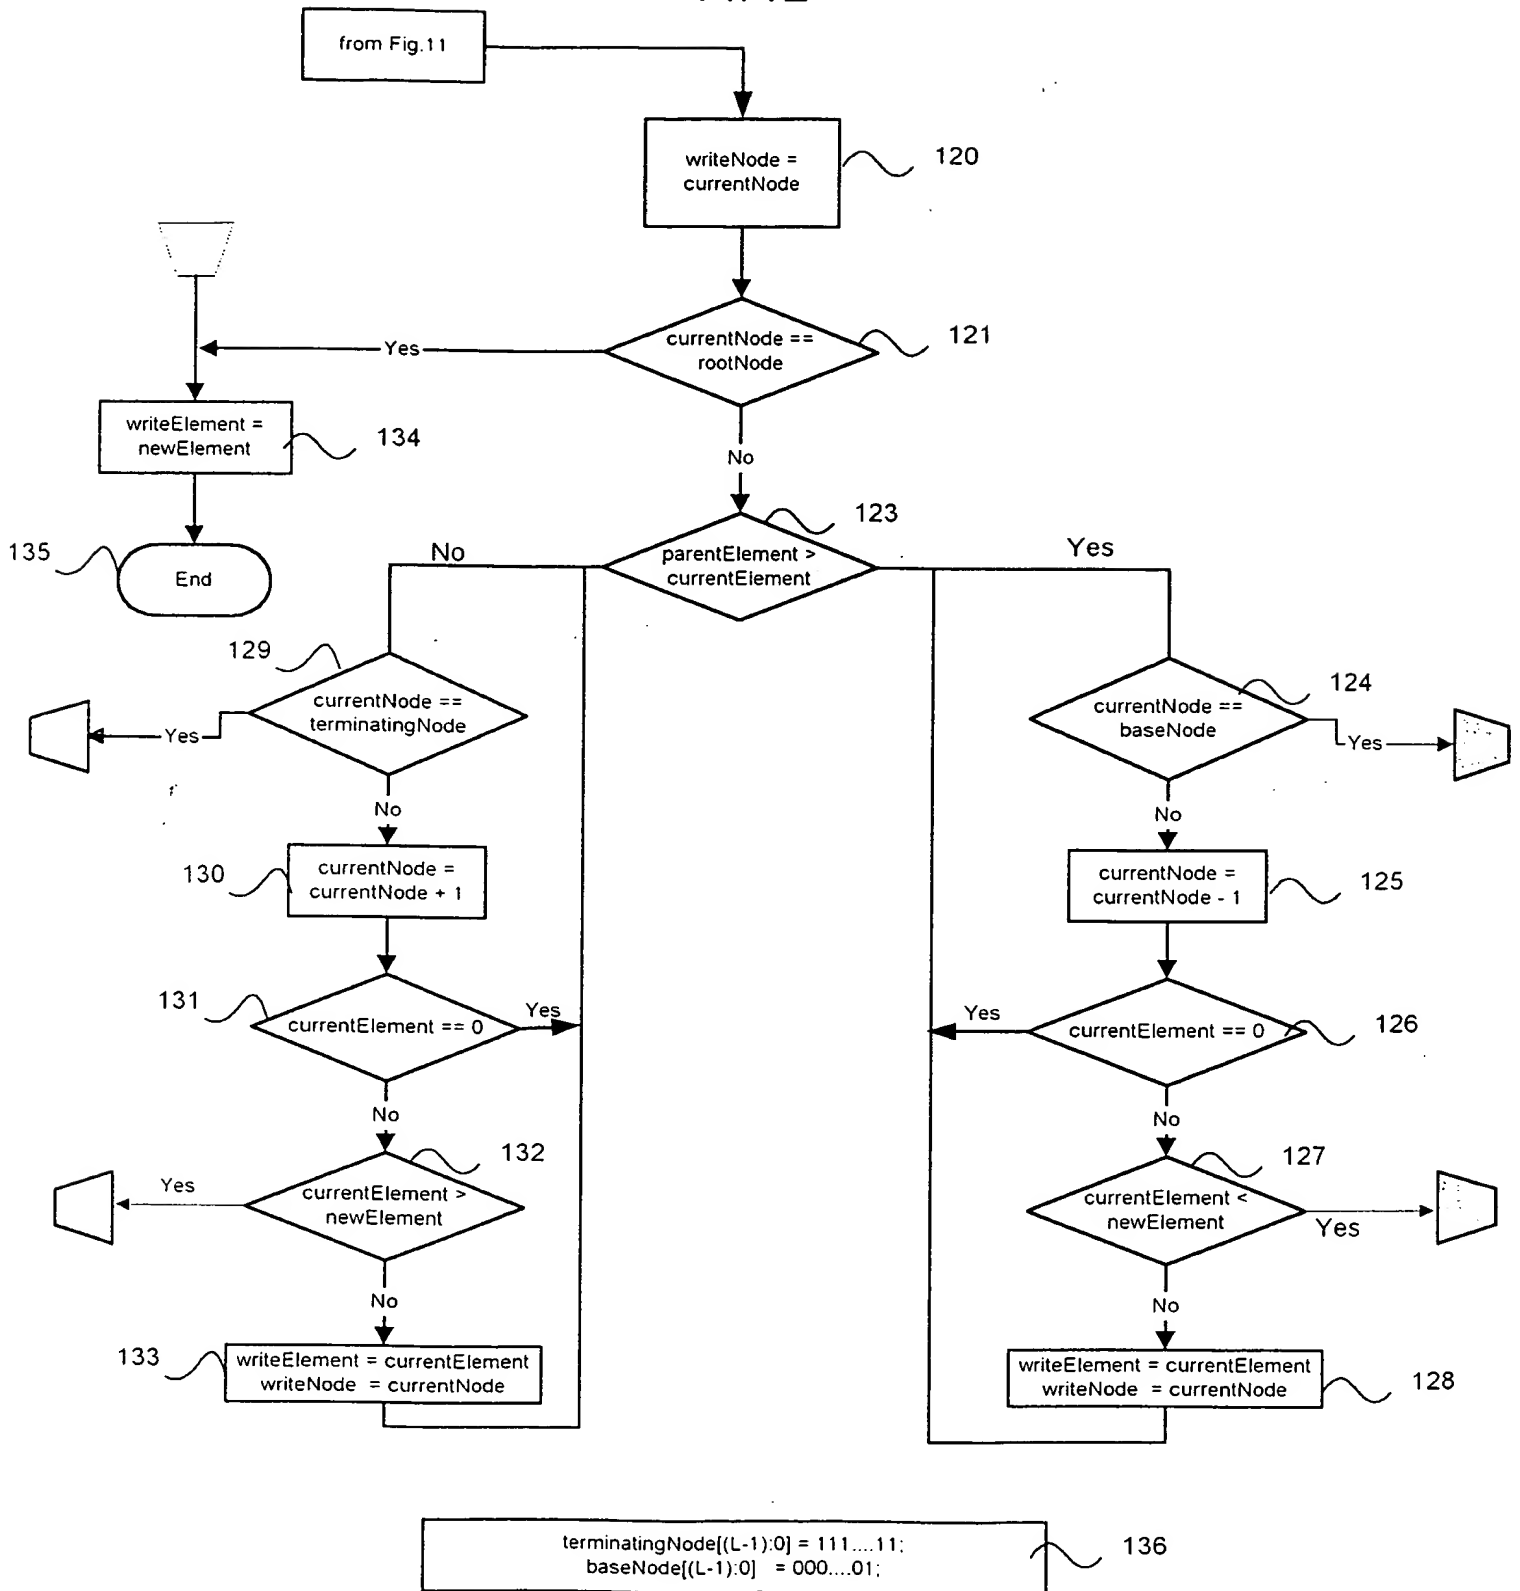 from Fig.11
writeNode =
currentNode
120
currentNode ==
rootNode
121
Yes
writeElement =
newElement
134
No
123
parentElement >
currentElement
No
Yes
135
End
129
currentNode ==
terminatingNode
Yes
No
124
currentNode ==
baseNode
Yes
No
130
currentNode =
currentNode + 1
currentNode =
currentNode - 1
125
131
currentElement == 0
Yes
No
Yes
currentElement == 0
126
No
132
currentElement >
newElement
Yes
No
127
currentElement <
newElement
Yes
No
133
writeElement = currentElement
writeNode = currentNode
writeElement = currentElement
writeNode = currentNode
128
terminatingNode[(L-1):0] = 111....11;
baseNode[(L-1):0] = 000....01;
136